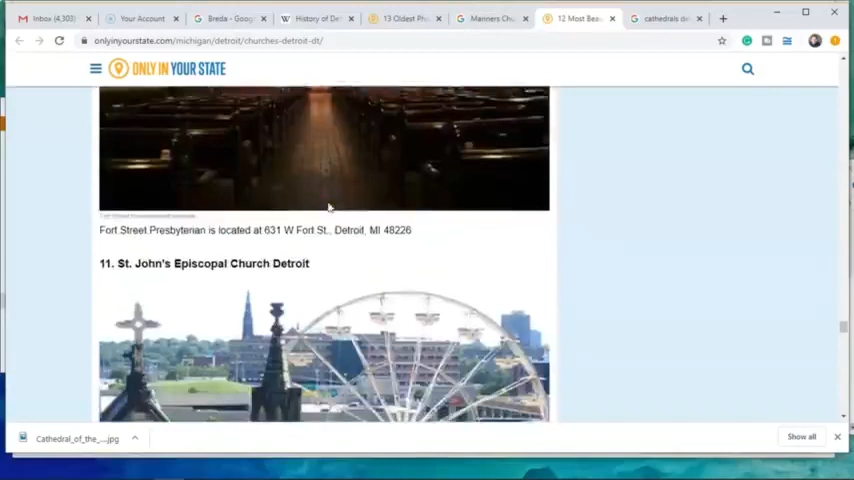 Inbox (4,303)
Your Account
Breda - Goog
History of De
13 Oldest Ph
Manners Chu
12 Most Bea
cathedrals de
onlyinyourstate.com/michigan/detroit/churches-detroit-dt/
ONLY IN YOUR STATE
Fort Street Presbyterian is located at 631 W Fort St., Detroit, MI 48226
11. St. John's Episcopal Church Detroit
Cathedral_of_the_....jpg
Show all